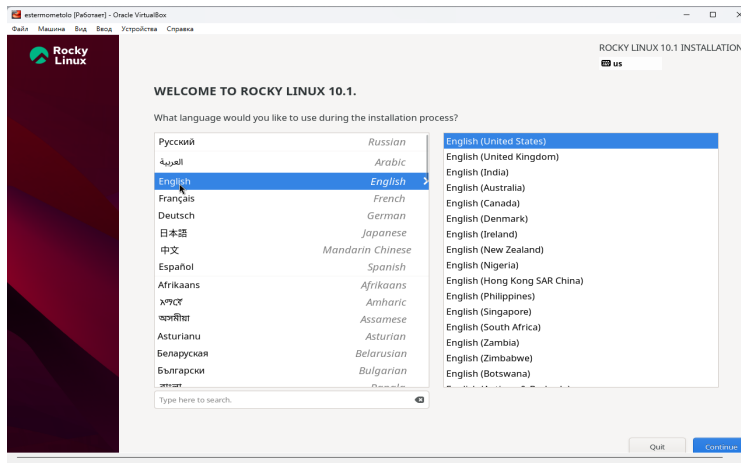 estermometolo [Работает] - Oracle VirtualBox
Файл Машина Вид Ввод Устройства Справка
Rocky Linux
ROCKY LINUX 10.1 INSTALLATION
us
WELCOME TO ROCKY LINUX 10.1.
What language would you like to use during the installation process?
Русский Russian
العربية Arabic
English English
Français French
Deutsch German
日本語 Japanese
中文 Mandarin Chinese
Español Spanish
Afrikaans Afrikaans
አማርኛ Amharic
অসমীয়া Assamese
Asturianu Asturian
Беларуская Belarusian
Български Bulgarian
English (United States)
English (United Kingdom)
English (India)
English (Australia)
English (Canada)
English (Denmark)
English (Ireland)
English (New Zealand)
English (Nigeria)
English (Hong Kong SAR China)
English (Philippines)
English (Singapore)
English (South Africa)
English (Zambia)
English (Zimbabwe)
English (Botswana)
Type here to search.
Quit
Continue